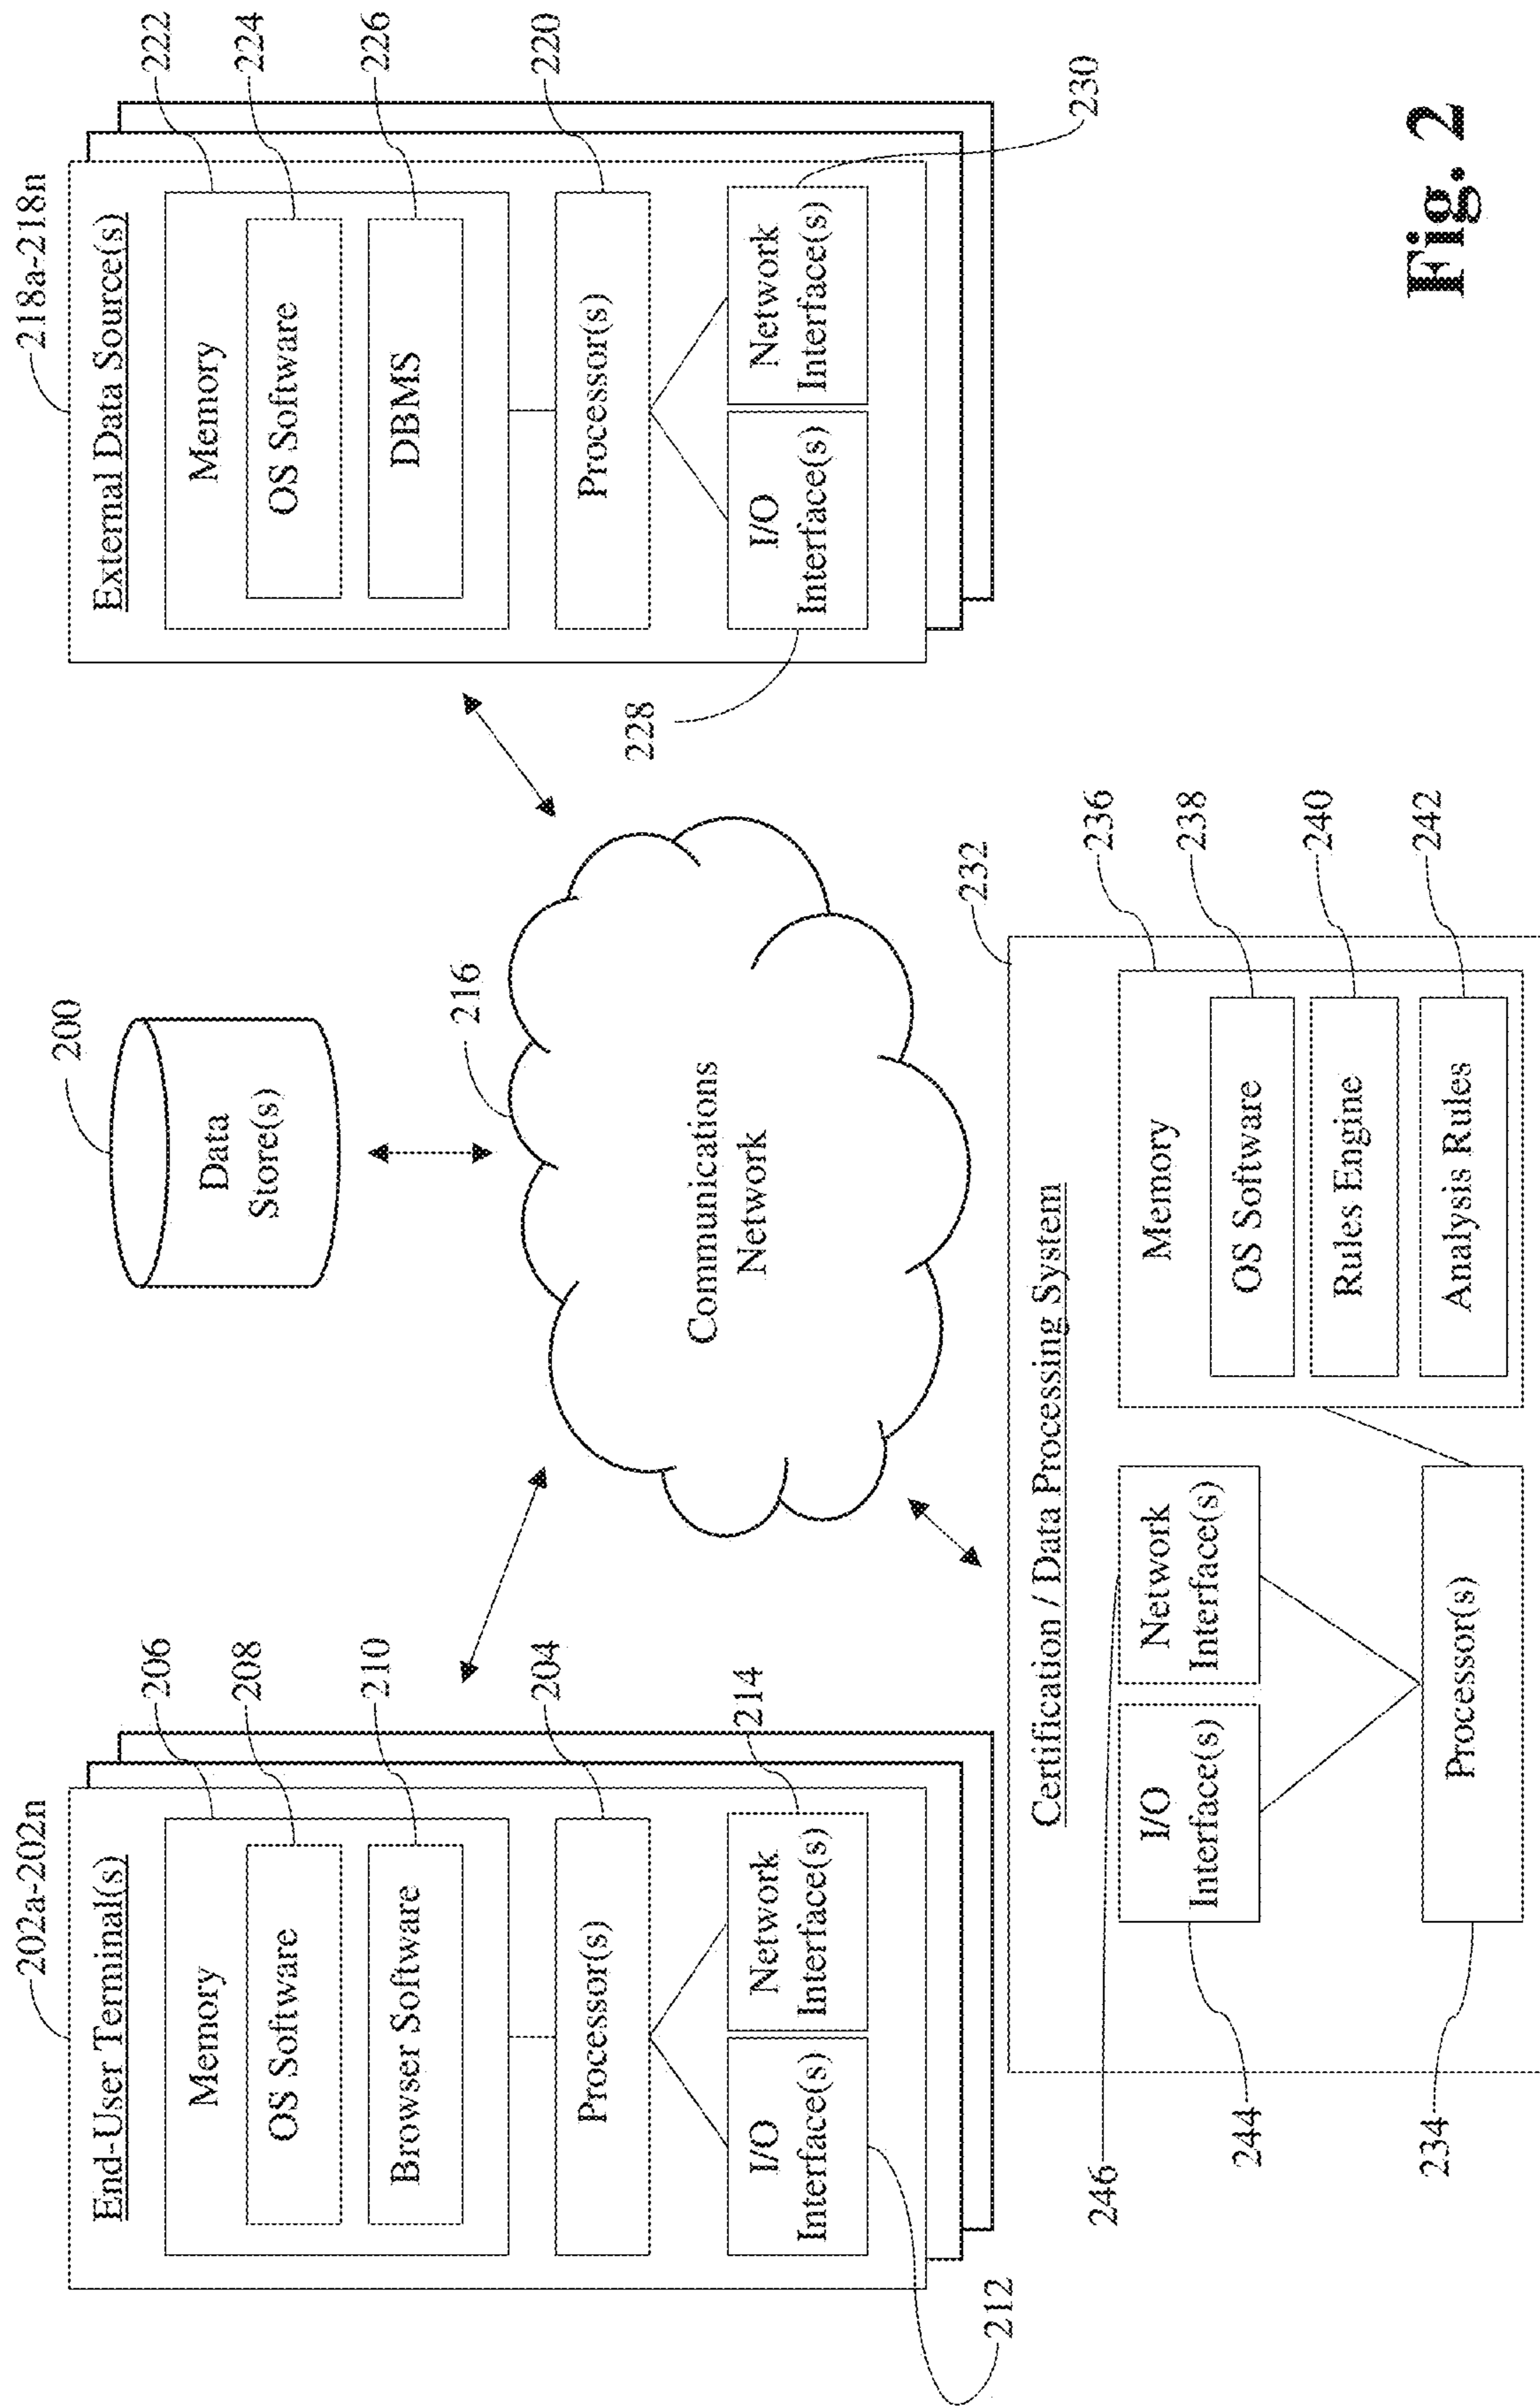 202a-202n
End-User Terminal(s)
Memory
206
OS Software
208
Browser Software
210
Processor(s)
204
I/O
Interface(s)
212
Network
Interface(s)
214
200
Data
Store(s)
216
Communications
Network
218a-218n
External Data Source(s)
Memory
222
OS Software
224
DBMS
226
Processor(s)
220
I/O
Interface(s)
228
Network
Interface(s)
230
232
Certification / Data Processing System
246
I/O
Interface(s)
244
Network
Interface(s)
Processor(s)
234
Memory
236
OS Software
238
Rules Engine
240
Analysis Rules
242
Fig. 2